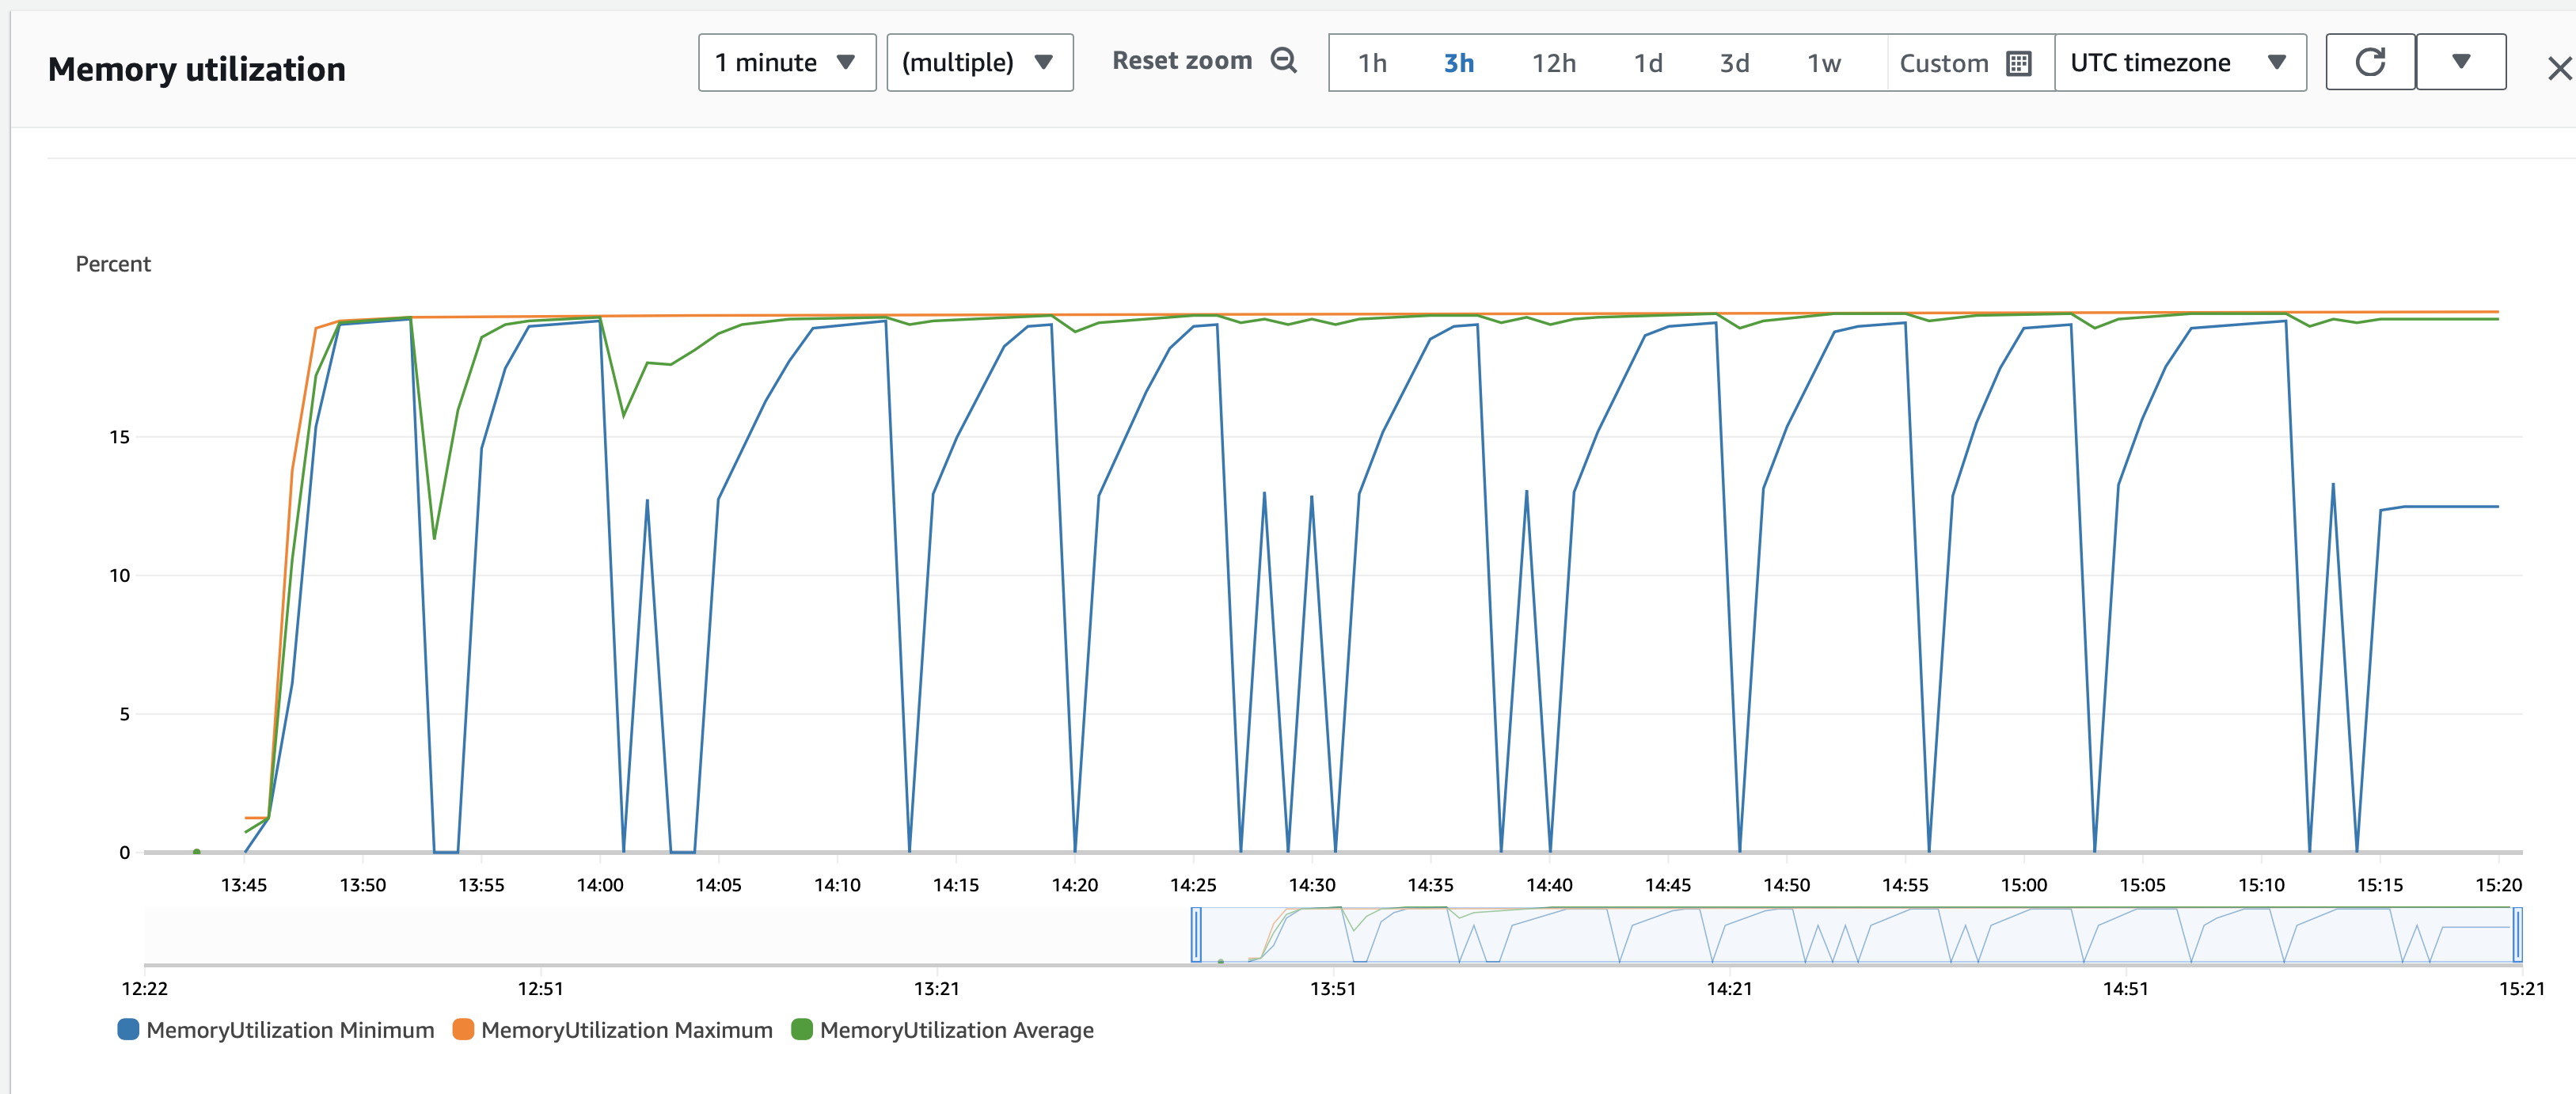 Memory utilization
1 minute (multiple) Reset zoom 1h 3h 12h 1d 3d 1w Custom UTC timezone
Percent
15
10
5
0
13:45 13:50 13:55 14:00 14:05 14:10 14:15 14:20 14:25 14:30 14:35 14:40 14:45 14:50 14:55 15:00 15:05 15:10 15:15 15:20
12:22 12:51 13:21 13:51 14:21 14:51 15:21
MemoryUtilization Minimum MemoryUtilization Maximum MemoryUtilization Average